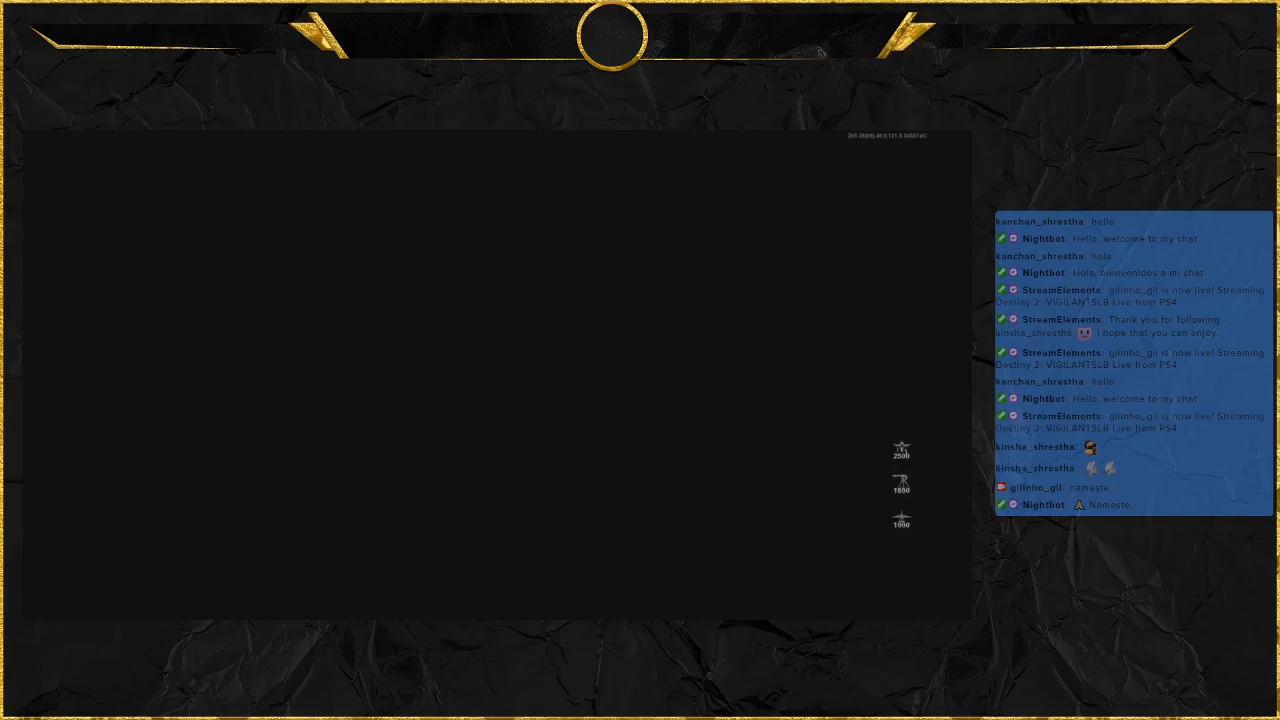 2500
1800
1000
kanchan_shrestha: hello
Nightbot: Hello, welcome to my chat
kanchan_shrestha: hola
Nightbot: Hola, bienvenidos a mi chat
StreamElements: gilinho_gil is now live! Streaming
Destiny 2: VIGILANTSLB Live from PS4
StreamElements: Thank you for following
kinsha_shrestha I hope that you can enjoy.
StreamElements: gilinho_gil is now live! Streaming
Destiny 2: VIGILANTSLB Live from PS4
kanchan_shrestha: hello
Nightbot: Hello, welcome to my chat
StreamElements: gilinho_gil is now live! Streaming
Destiny 2: VIGILANTSLB Live from PS4
kinsha_shrestha:
kinsha_shrestha:
gilinho_gil: namaste
Nightbot: Namaste.